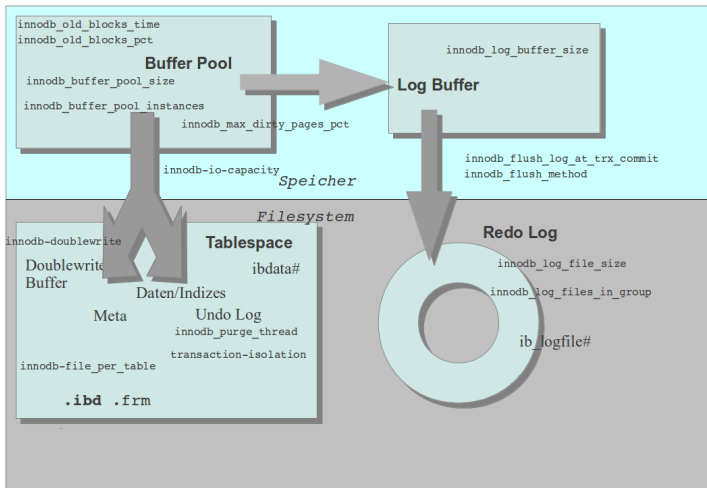 innodb_old_blocks_time
innodb_old_blocks_pct
Buffer Pool
innodb_buffer_pool_size
innodb_buffer_pool_instances
innodb_max_dirty_pages_pct
innodb_log_buffer_size
Log Buffer
innodb-io-capacity
innodb_flush_log_at_trx_commit
innodb_flush_method
Speicher
Filesystem
innodb-doublewrite
Tablespace
Doublewrite
Buffer
ibdata#
Daten/Indizes
Meta
Undo Log
innodb_purge_thread
transaction-isolation
innodb-file_per_table
.ibd .frm
Redo Log
innodb_log_file_size
innodb_log_files_in_group
ib_logfile#